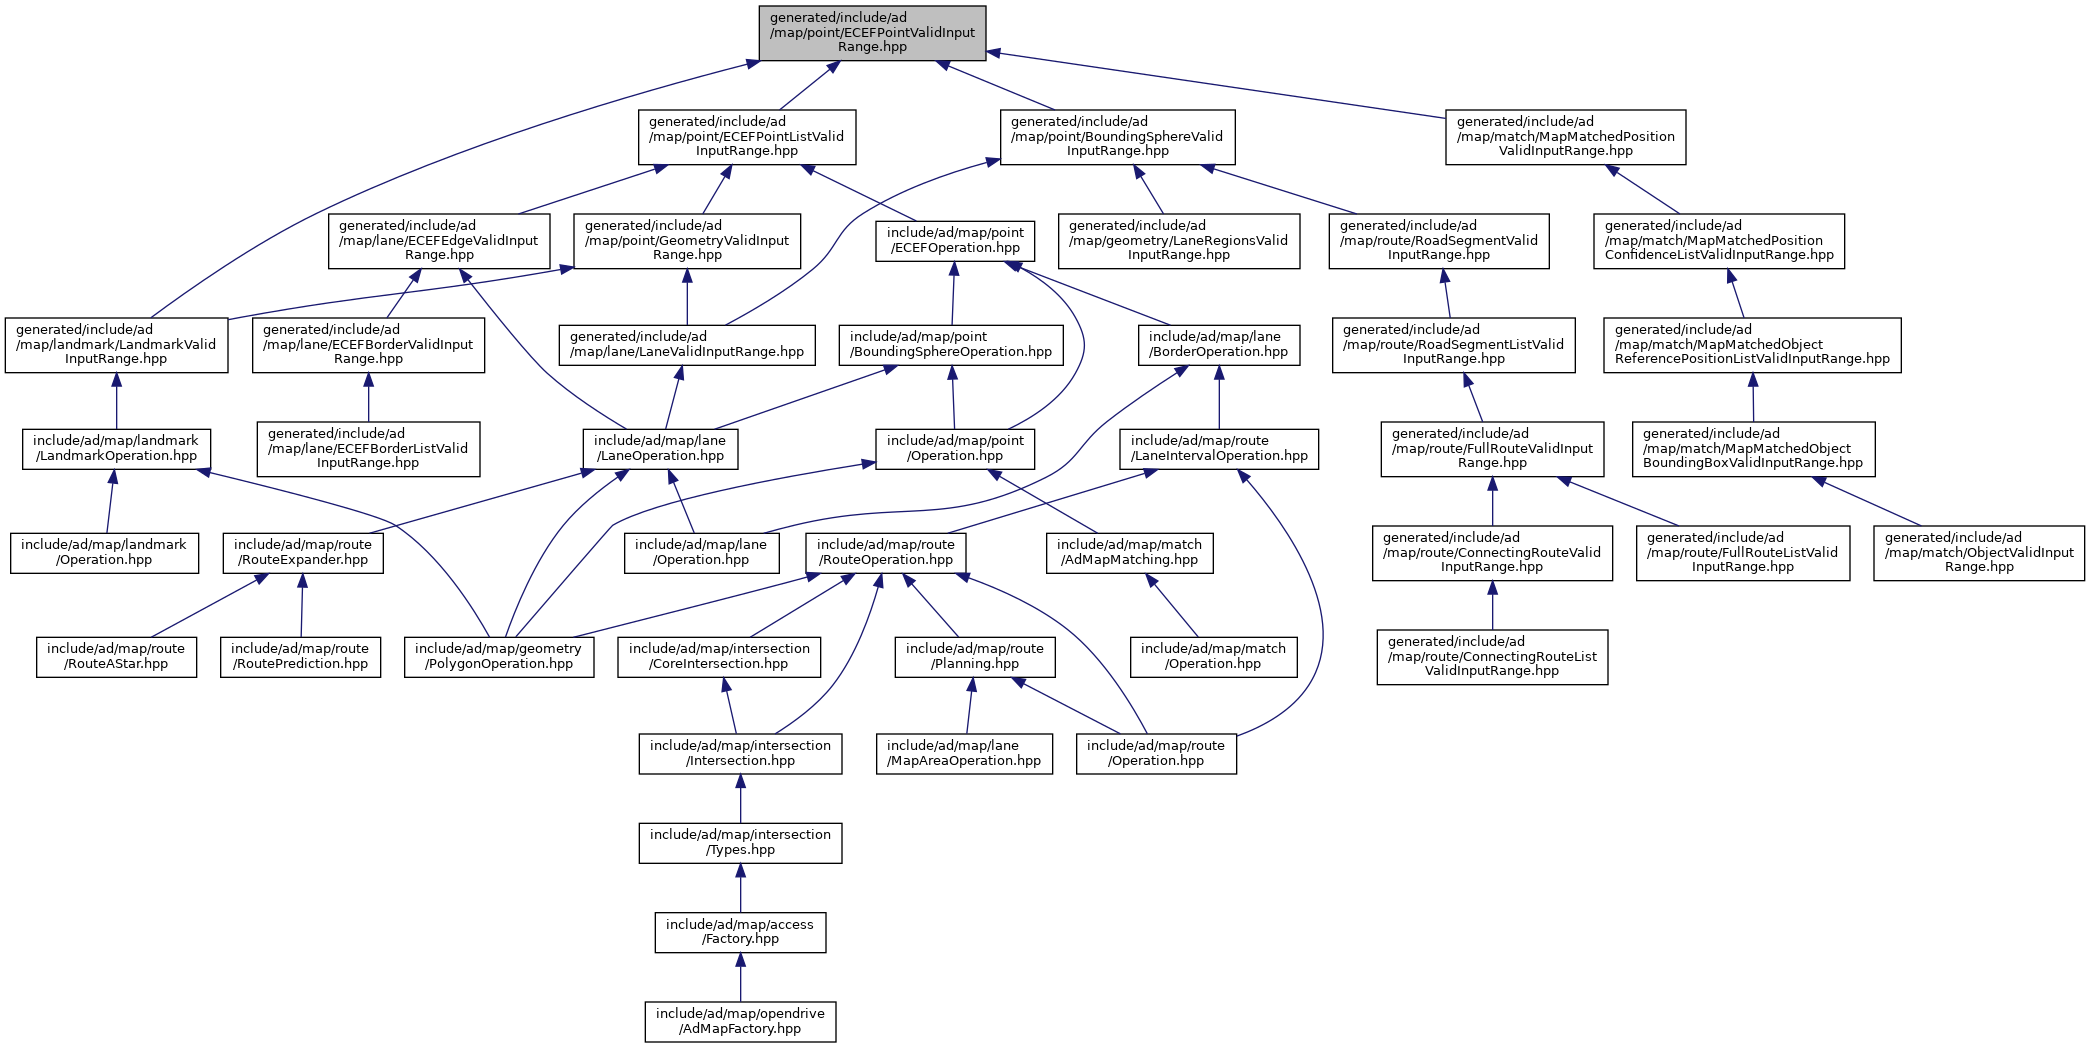 generated/include/ad
/map/point/ECEFPointValidInput
Range.hpp
generated/include/ad
/map/point/ECEFPointListValid
InputRange.hpp
generated/include/ad
/map/point/BoundingSphereValid
InputRange.hpp
generated/include/ad
/map/match/MapMatchedPosition
ValidInputRange.hpp
generated/include/ad
/map/lane/ECEFEdgeValidInput
Range.hpp
generated/include/ad
/map/point/GeometryValidInput
Range.hpp
include/ad/map/point
/ECEFOperation.hpp
generated/include/ad
/map/geometry/LaneRegionsValid
InputRange.hpp
generated/include/ad
/map/route/RoadSegmentValid
InputRange.hpp
generated/include/ad
/map/match/MapMatchedPosition
ConfidenceListValidInputRange.hpp
generated/include/ad
/map/landmark/LandmarkValid
InputRange.hpp
generated/include/ad
/map/lane/ECEFBorderValidInput
Range.hpp
generated/include/ad
/map/lane/LaneValidInputRange.hpp
include/ad/map/point
/BoundingSphereOperation.hpp
include/ad/map/lane
/BorderOperation.hpp
generated/include/ad
/map/route/RoadSegmentListValid
InputRange.hpp
generated/include/ad
/map/match/MapMatchedObject
ReferencePositionListValidInputRange.hpp
include/ad/map/landmark
/LandmarkOperation.hpp
generated/include/ad
/map/lane/ECEFBorderListValid
InputRange.hpp
include/ad/map/lane
/LaneOperation.hpp
include/ad/map/point
/Operation.hpp
include/ad/map/route
/LaneIntervalOperation.hpp
generated/include/ad
/map/route/FullRouteValidInput
Range.hpp
generated/include/ad
/map/match/MapMatchedObject
BoundingBoxValidInputRange.hpp
include/ad/map/landmark
/Operation.hpp
include/ad/map/route
/RouteExpander.hpp
include/ad/map/lane
/Operation.hpp
include/ad/map/route
/RouteOperation.hpp
include/ad/map/match
/AdMapMatching.hpp
generated/include/ad
/map/route/ConnectingRouteValid
InputRange.hpp
generated/include/ad
/map/route/FullRouteListValid
InputRange.hpp
generated/include/ad
/map/match/ObjectValidInput
Range.hpp
include/ad/map/route
/RouteAStar.hpp
include/ad/map/route
/RoutePrediction.hpp
include/ad/map/geometry
/PolygonOperation.hpp
include/ad/map/intersection
/CoreIntersection.hpp
include/ad/map/route
/Planning.hpp
include/ad/map/match
/Operation.hpp
generated/include/ad
/map/route/ConnectingRouteList
ValidInputRange.hpp
include/ad/map/intersection
/Intersection.hpp
include/ad/map/lane
/MapAreaOperation.hpp
include/ad/map/route
/Operation.hpp
include/ad/map/intersection
/Types.hpp
include/ad/map/access
/Factory.hpp
include/ad/map/opendrive
/AdMapFactory.hpp